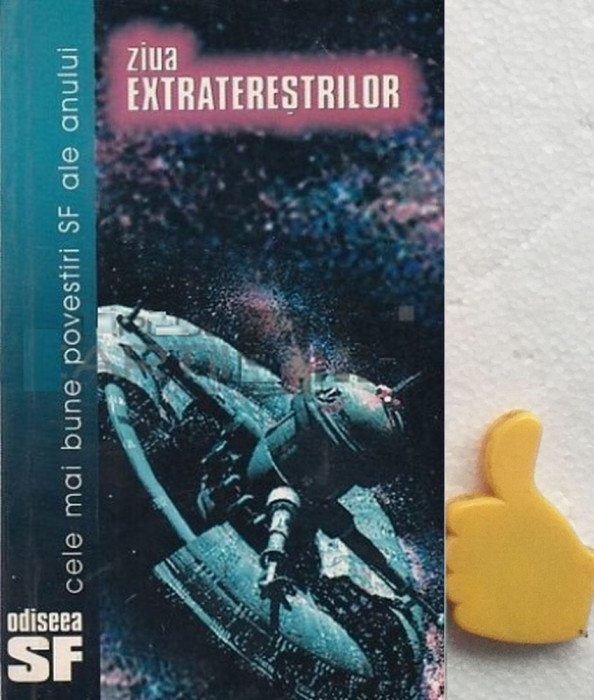 ziua
EXTRATEREȘTRILOR
cele mai bune povestiri SF ale anului
odiseea
SF